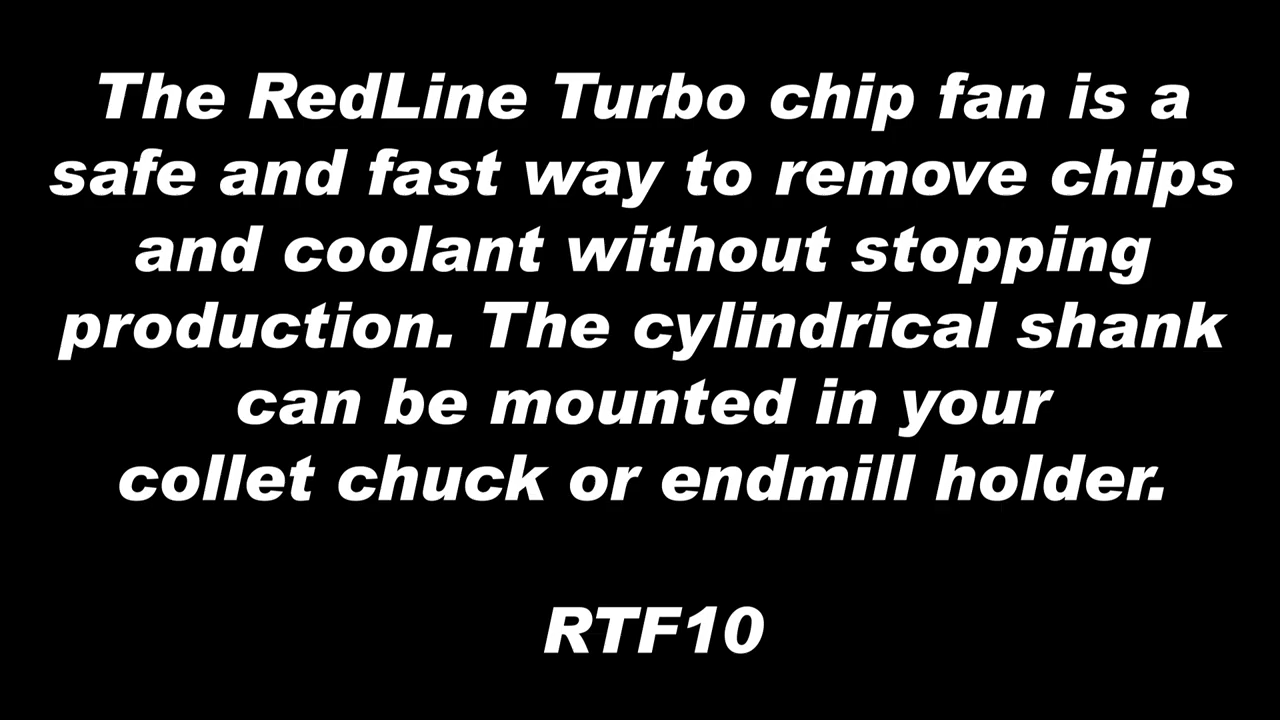 The RedLine Turbo chip fan is a
safe and fast way to remove chips
and coolant without stopping
production. The cylindrical shank
can be mounted in your
collet chuck or endmill holder.
RTF10